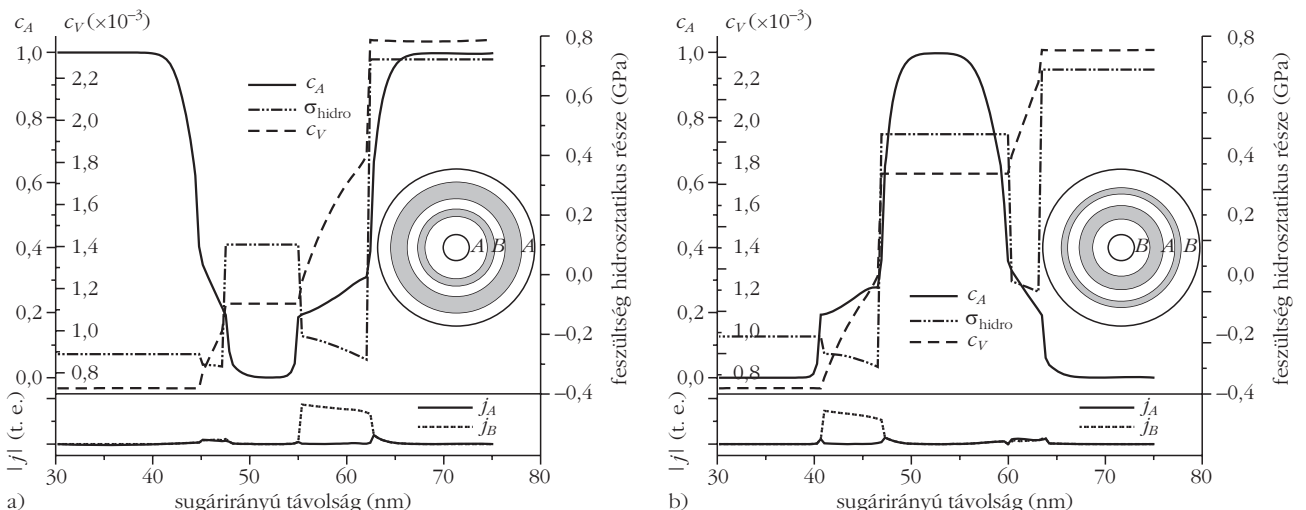 c_A c_V (×10⁻³)
1,0
0,8
0,6
0,4
0,2
0,0
2,2
2,0
1,8
1,6
1,4
1,2
1,0
0,8
c_A
σ_hidro
c_V
A B A
0,8
0,6
0,4
0,2
0,0
–0,2
–0,4
feszültség hidrosztatikus része (GPa)
|j| (t. e.)
j_A
j_B
30 40 50 60 70 80
a) sugárirányú távolság (nm)
c_A c_V (×10⁻³)
1,0
0,8
0,6
0,4
0,2
0,0
2,2
2,0
1,8
1,6
1,4
1,2
1,0
0,8
c_A
σ_hidro
c_V
B A B
0,8
0,6
0,4
0,2
0,0
–0,2
–0,4
feszültség hidrosztatikus része (GPa)
|j| (t. e.)
j_A
j_B
30 40 50 60 70 80
b) sugárirányú távolság (nm)